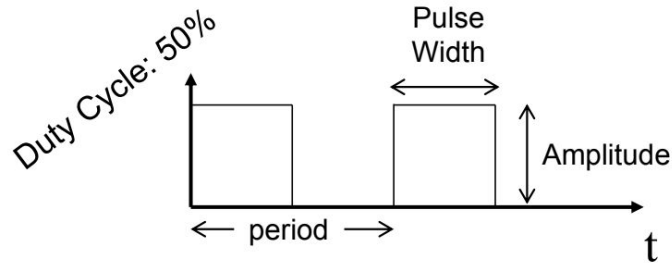 Duty Cycle: 50%
Pulse
Width
Amplitude
period
t